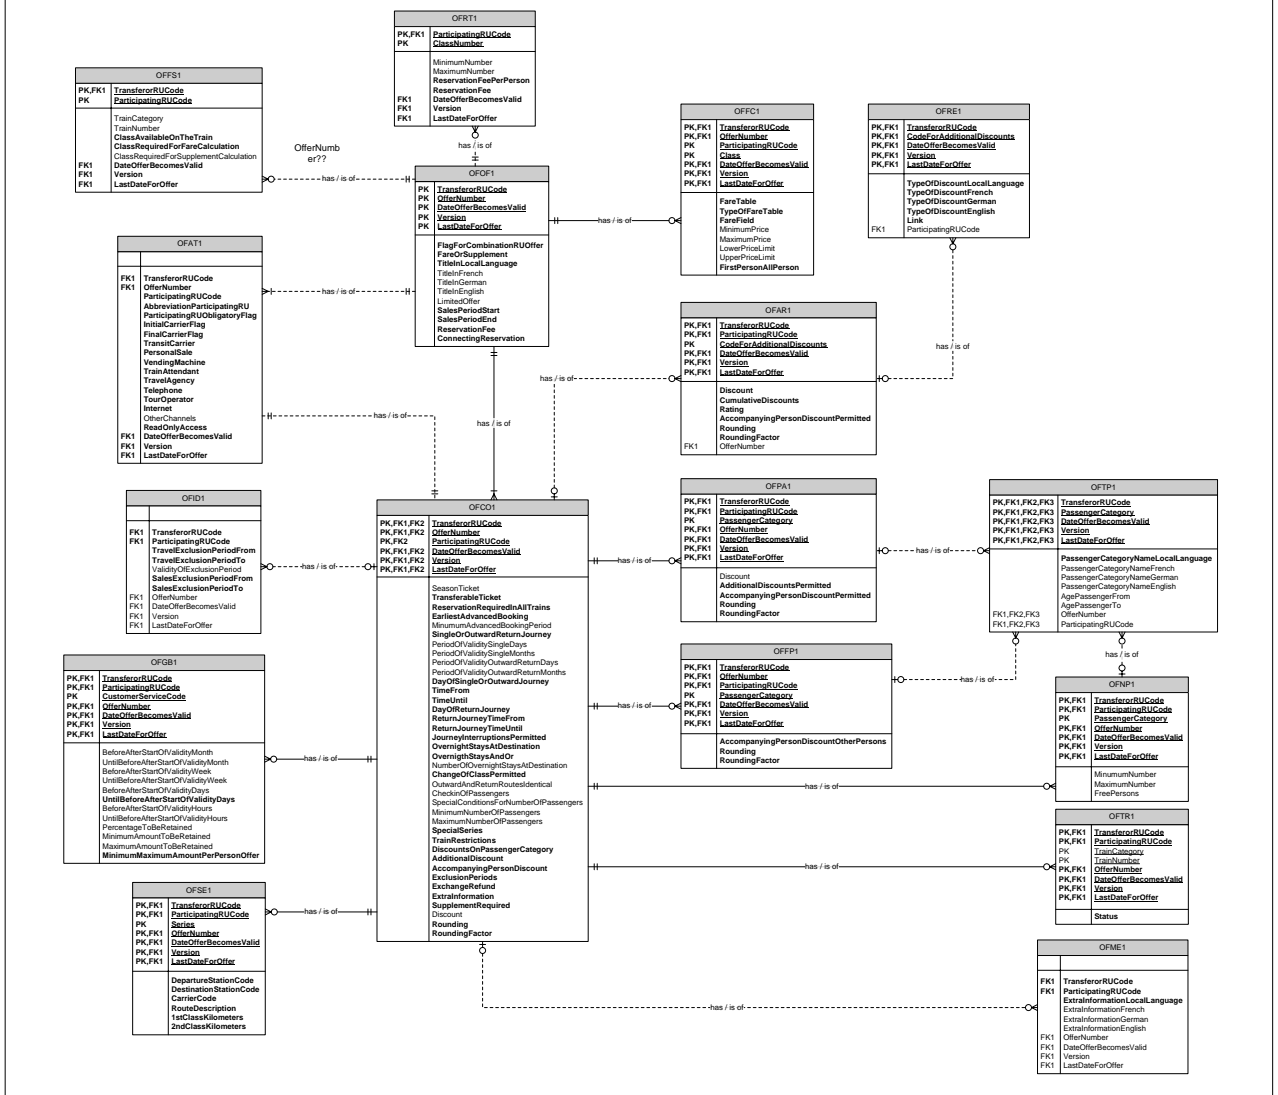 OFRT1
PK,FK1 ParticipatingRUCode
PK ClassNumber
MinimumNumber
MaximumNumber
ReservationFeePerPerson
ReservationFee
FK1 DateOfferBecomesValid
FK1 Version
FK1 LastDateForOffer
OFFS1
PK,FK1 TransferorRUCode
PK ParticipatingRUCode
TrainCategory
TrainNumber
ClassAvailableOnTheTrain
ClassRequiredForFareCalculation
ClassRequiredForSupplementCalculation
FK1 DateOfferBecomesValid
FK1 Version
FK1 LastDateForOffer
OfferNumb
er??
has / is of
has / is of
OFFC1
PK,FK1 TransferorRUCode
PK,FK1 OfferNumber
PK ParticipatingRUCode
PK Class
PK,FK1 DateOfferBecomesValid
PK,FK1 Version
PK,FK1 LastDateForOffer
FareTable
TypeOfFareTable
FareField
MinimumPrice
MaximumPrice
LowerPriceLimit
UpperPriceLimit
FirstPersonAllPerson
OFRE1
PK,FK1 TransferorRUCode
PK,FK1 CodeForAdditionalDiscounts
PK,FK1 DateOfferBecomesValid
PK,FK1 Version
PK,FK1 LastDateForOffer
TypeOfDiscountLocalLanguage
TypeOfDiscountFrench
TypeOfDiscountGerman
TypeOfDiscountEnglish
Link
FK1 ParticipatingRUCode
OFOF1
PK TransferorRUCode
PK OfferNumber
PK DateOfferBecomesValid
PK Version
PK LastDateForOffer
FlagForCombinationRUOffer
FareOrSupplement
TitleInLocalLanguage
TitleInFrench
TitleInGerman
TitleInEnglish
LimitedOffer
SalesPeriodStart
SalesPeriodEnd
ReservationFee
ConnectingReservation
has / is of
OFAT1
FK1 TransferorRUCode
FK1 OfferNumber
ParticipatingRUCode
AbbreviationParticipatingRU
ParticipatingRUObligatoryFlag
InitialCarrierFlag
FinalCarrierFlag
TransitCarrier
PersonalSale
VendingMachine
TrainAttendant
TravelAgency
Telephone
TourOperator
Internet
OtherChannels
ReadOnlyAccess
FK1 DateOfferBecomesValid
FK1 Version
FK1 LastDateForOffer
has / is of
has / is of
has / is of
has / is of
has / is of
OFAR1
PK,FK1 TransferorRUCode
PK,FK1 ParticipatingRUCode
PK CodeForAdditionalDiscounts
PK,FK1 DateOfferBecomesValid
PK,FK1 Version
PK,FK1 LastDateForOffer
Discount
CumulativeDiscounts
Rating
AccompanyingPersonDiscountPermitted
Rounding
RoundingFactor
FK1 OfferNumber
OFID1
FK1 TransferorRUCode
FK1 ParticipatingRUCode
TravelExclusionPeriodFrom
TravelExclusionPeriodTo
ValidityOfExclusionPeriod
SalesExclusionPeriodFrom
SalesExclusionPeriodTo
FK1 OfferNumber
FK1 DateOfferBecomesValid
FK1 Version
FK1 LastDateForOffer
has / is of
OFCO1
PK,FK1,FK2 TransferorRUCode
PK,FK1,FK2 OfferNumber
PK,FK2 ParticipatingRUCode
PK,FK1,FK2 DateOfferBecomesValid
PK,FK1,FK2 Version
PK,FK1,FK2 LastDateForOffer
SeasonTicket
TransferableTicket
ReservationRequiredInAllTrains
EarliestAdvancedBooking
MinumumAdvancedBookingPeriod
SingleOrOutwardReturnJourney
PeriodOfValiditySingleDays
PeriodOfValiditySingleMonths
PeriodOfValidityOutwardReturnDays
PeriodOfValidityOutwardReturnMonths
DayOfSingleOrOutwardJourney
TimeFrom
TimeUntil
DayOfReturnJourney
ReturnJourneyTimeFrom
ReturnJourneyTimeUntil
JourneyInterruptionsPermitted
OvernightStaysAtDestination
OvernigthStaysAndOr
NumberOfOvernightStaysAtDestination
ChangeOfClassPermitted
OutwardAndReturnRoutesIdentical
CheckinOfPassengers
SpecialConditionsForNumberOfPassengers
MinimumNumberOfPassengers
MaximumNumberOfPassengers
SpecialSeries
TrainRestrictions
DiscountsOnPassengerCategory
AdditionalDiscount
AccompanyingPersonDiscount
ExclusionPeriods
ExchangeRefund
ExtraInformation
SupplementRequired
Discount
Rounding
RoundingFactor
OFPA1
PK,FK1 TransferorRUCode
PK,FK1 ParticipatingRUCode
PK PassengerCategory
PK,FK1 OfferNumber
PK,FK1 DateOfferBecomesValid
PK,FK1 Version
PK,FK1 LastDateForOffer
Discount
AdditionalDiscountsPermitted
AccompanyingPersonDiscountPermitted
Rounding
RoundingFactor
has / is of
has / is of
OFTP1
PK,FK1,FK2,FK3 TransferorRUCode
PK,FK1,FK2,FK3 PassengerCategory
PK,FK1,FK2,FK3 DateOfferBecomesValid
PK,FK1,FK2,FK3 Version
PK,FK1,FK2,FK3 LastDateForOffer
PassengerCategoryNameLocalLanguage
PassengerCategoryNameFrench
PassengerCategoryNameGerman
PassengerCategoryNameEnglish
AgePassengerFrom
AgePassengerTo
FK1,FK2,FK3 OfferNumber
FK1,FK2,FK3 ParticipatingRUCode
OFGB1
PK,FK1 TransferorRUCode
PK,FK1 ParticipatingRUCode
PK CustomerServiceCode
PK,FK1 OfferNumber
PK,FK1 DateOfferBecomesValid
PK,FK1 Version
PK,FK1 LastDateForOffer
BeforeAfterStartOfValidityMonth
UntilBeforeAfterStartOfValidityMonth
BeforeAfterStartOfValidityWeek
UntilBeforeAfterStartOfValidityWeek
BeforeAfterStartOfValidityDays
UntilBeforeAfterStartOfValidityDays
BeforeAfterStartOfValidityHours
UntilBeforeAfterStartOfValidityHours
PercentageToBeRetained
MinimumAmountToBeRetained
MaximumAmountToBeRetained
MinimumMaximumAmountPerPersonOffer
has / is of
OFFP1
PK,FK1 TransferorRUCode
PK,FK1 OfferNumber
PK,FK1 ParticipatingRUCode
PK PassengerCategory
PK,FK1 DateOfferBecomesValid
PK,FK1 Version
PK,FK1 LastDateForOffer
AccompanyingPersonDiscountOtherPersons
Rounding
RoundingFactor
has / is of
has / is of
has / is of
OFNP1
PK,FK1 TransferorRUCode
PK,FK1 ParticipatingRUCode
PK PassengerCategory
PK,FK1 OfferNumber
PK,FK1 DateOfferBecomesValid
PK,FK1 Version
PK,FK1 LastDateForOffer
MinumumNumber
MaximumNumber
FreePersons
has / is of
OFTR1
PK,FK1 TransferorRUCode
PK,FK1 ParticipatingRUCode
PK TrainCategory
PK TrainNumber
PK,FK1 OfferNumber
PK,FK1 DateOfferBecomesValid
PK,FK1 Version
PK,FK1 LastDateForOffer
Status
has / is of
OFSE1
PK,FK1 TransferorRUCode
PK,FK1 ParticipatingRUCode
PK Series
PK,FK1 OfferNumber
PK,FK1 DateOfferBecomesValid
PK,FK1 Version
PK,FK1 LastDateForOffer
DepartureStationCode
DestinationStationCode
CarrierCode
RouteDescription
1stClassKilometers
2ndClassKilometers
has / is of
OFME1
FK1 TransferorRUCode
FK1 ParticipatingRUCode
ExtraInformationLocalLanguage
ExtraInformationFrench
ExtraInformationGerman
ExtraInformationEnglish
FK1 OfferNumber
FK1 DateOfferBecomesValid
FK1 Version
FK1 LastDateForOffer
has / is of